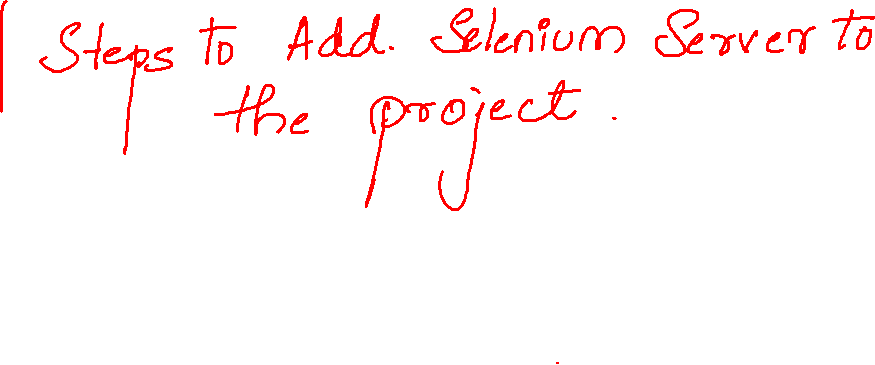 Steps to Add. Selenium Server to
the project.